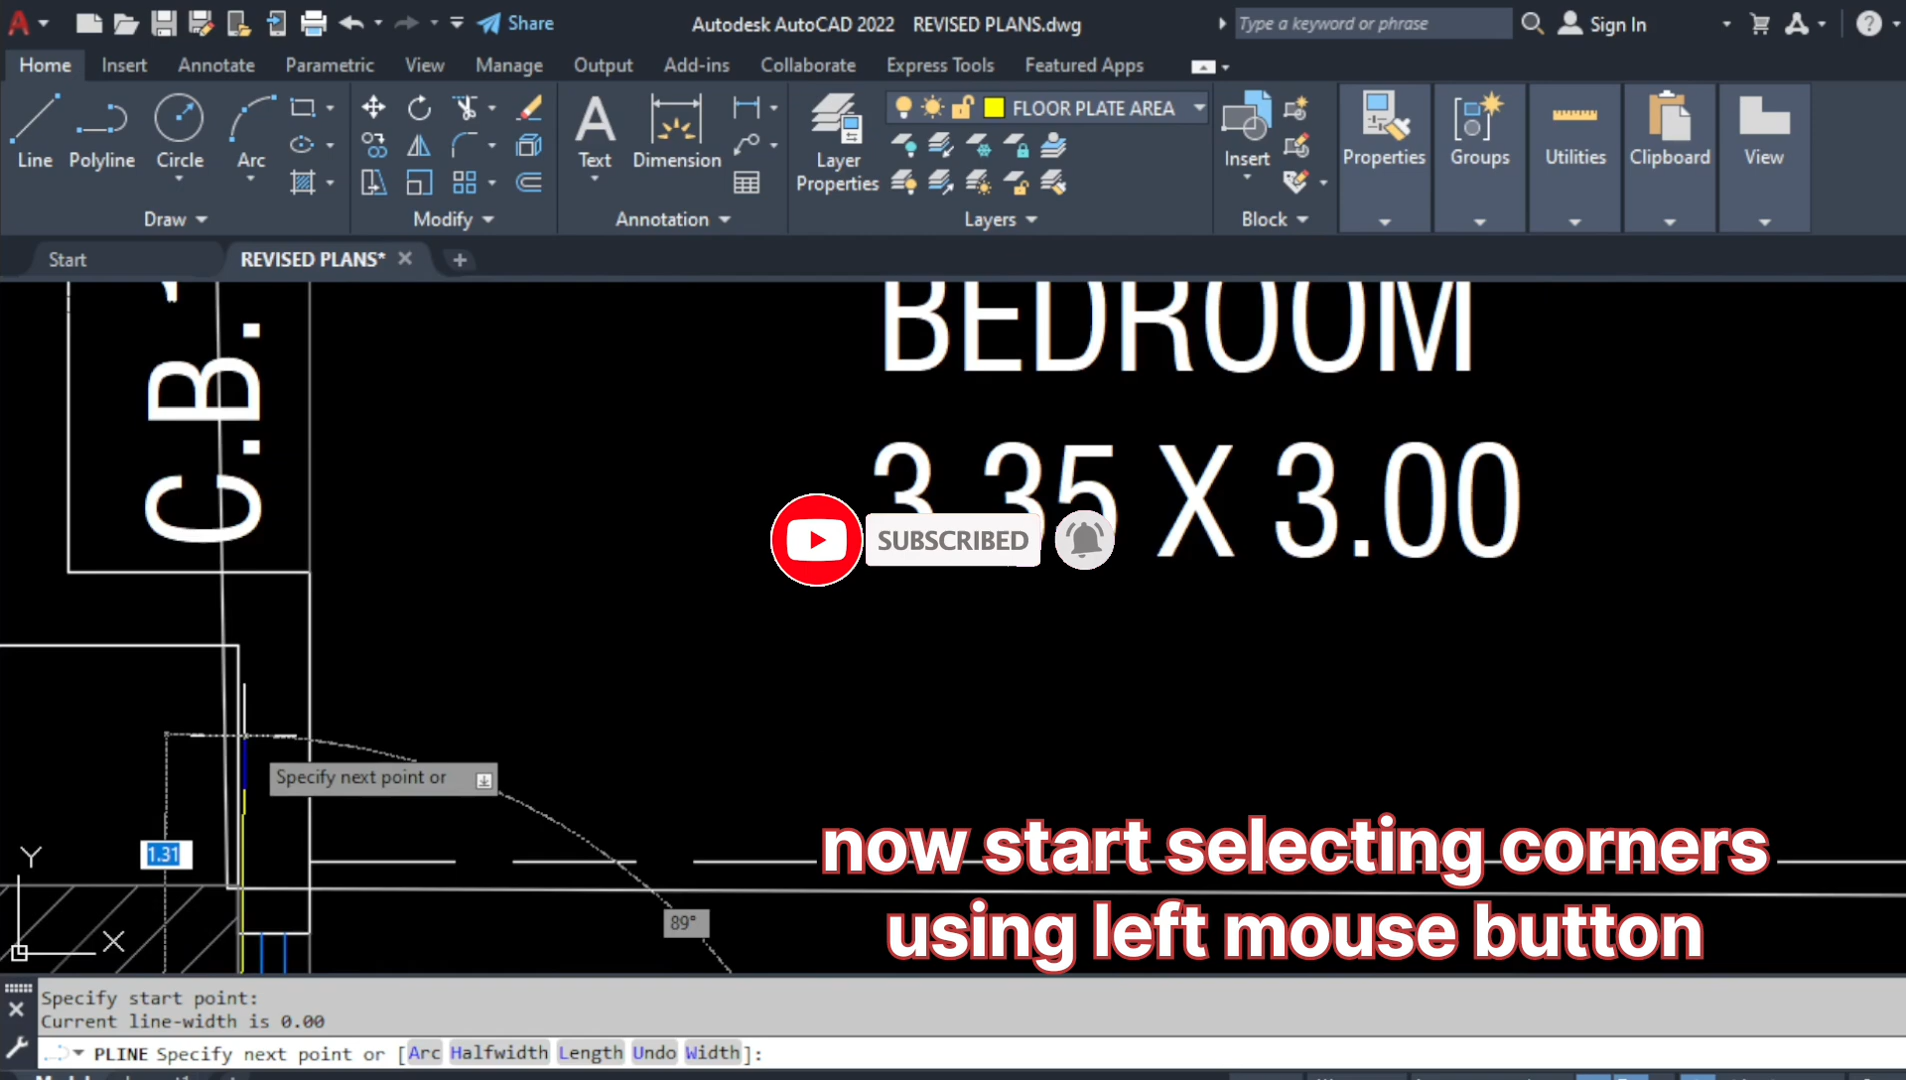 Share
Autodesk AutoCAD 2022 REVISED PLANS.dwg
Type a keyword or phrase
Sign In
Home Insert Annotate Parametric View Manage Output Add-ins Collaborate Express Tools Featured Apps
FLOOR PLATE AREA
Line Polyline Circle Arc
Text Dimension
Layer Properties
Insert
Properties Groups Utilities Clipboard View
Draw Modify Annotation Layers Block
Start REVISED PLANS*
BEDROOM
3.35 X 3.00
C.B.
SUBSCRIBED
Specify next point or
1.31
89°
Y
X
now start selecting corners
using left mouse button
Specify start point:
Current line-width is 0.00
PLINE Specify next point or [Arc Halfwidth Length Undo Width]: